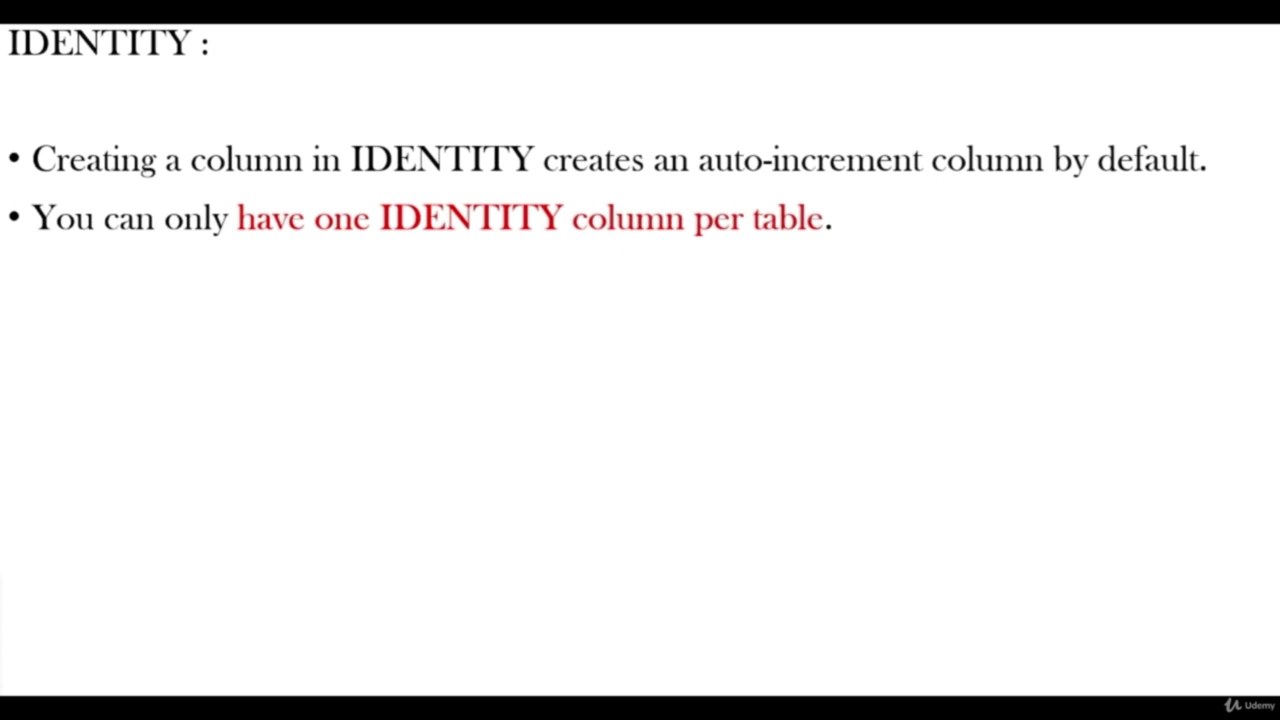 IDENTITY :
• Creating a column in IDENTITY creates an auto-increment column by default.
• You can only have one IDENTITY column per table.
Udemy